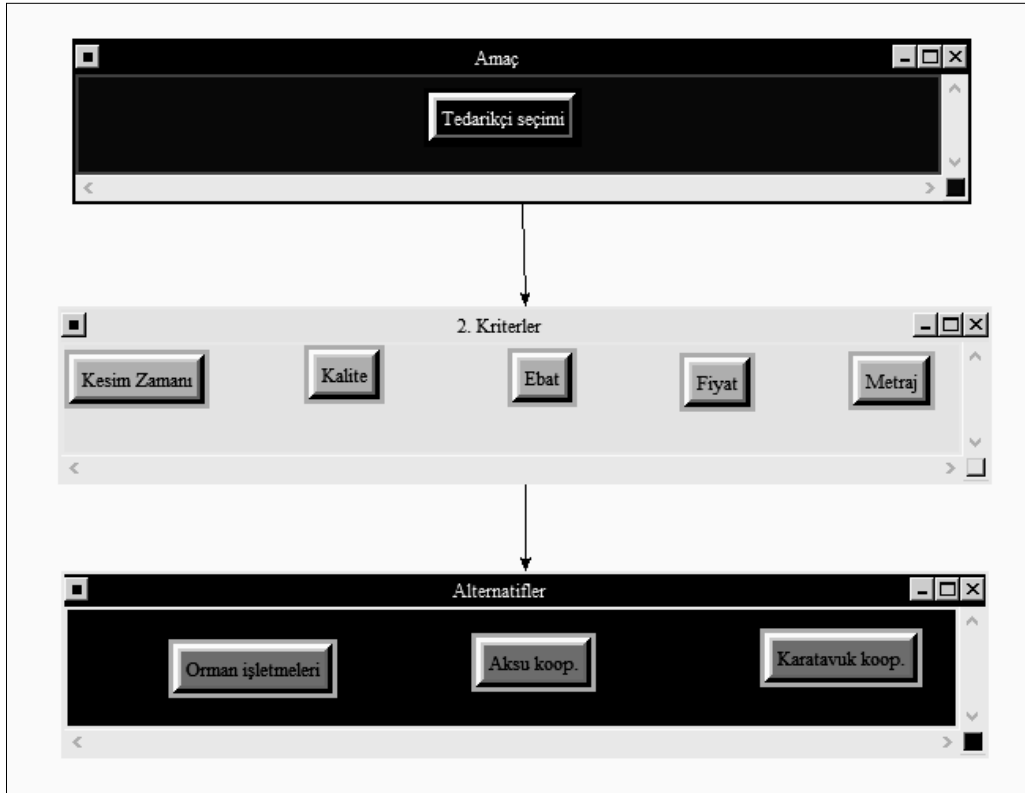 Amaç
Tedarikçi seçimi
2. Kriterler
Kesim Zamanı
Kalite
Ebat
Fiyat
Metraj
Alternatifler
Orman işletmeleri
Aksu koop.
Karatavuk koop.